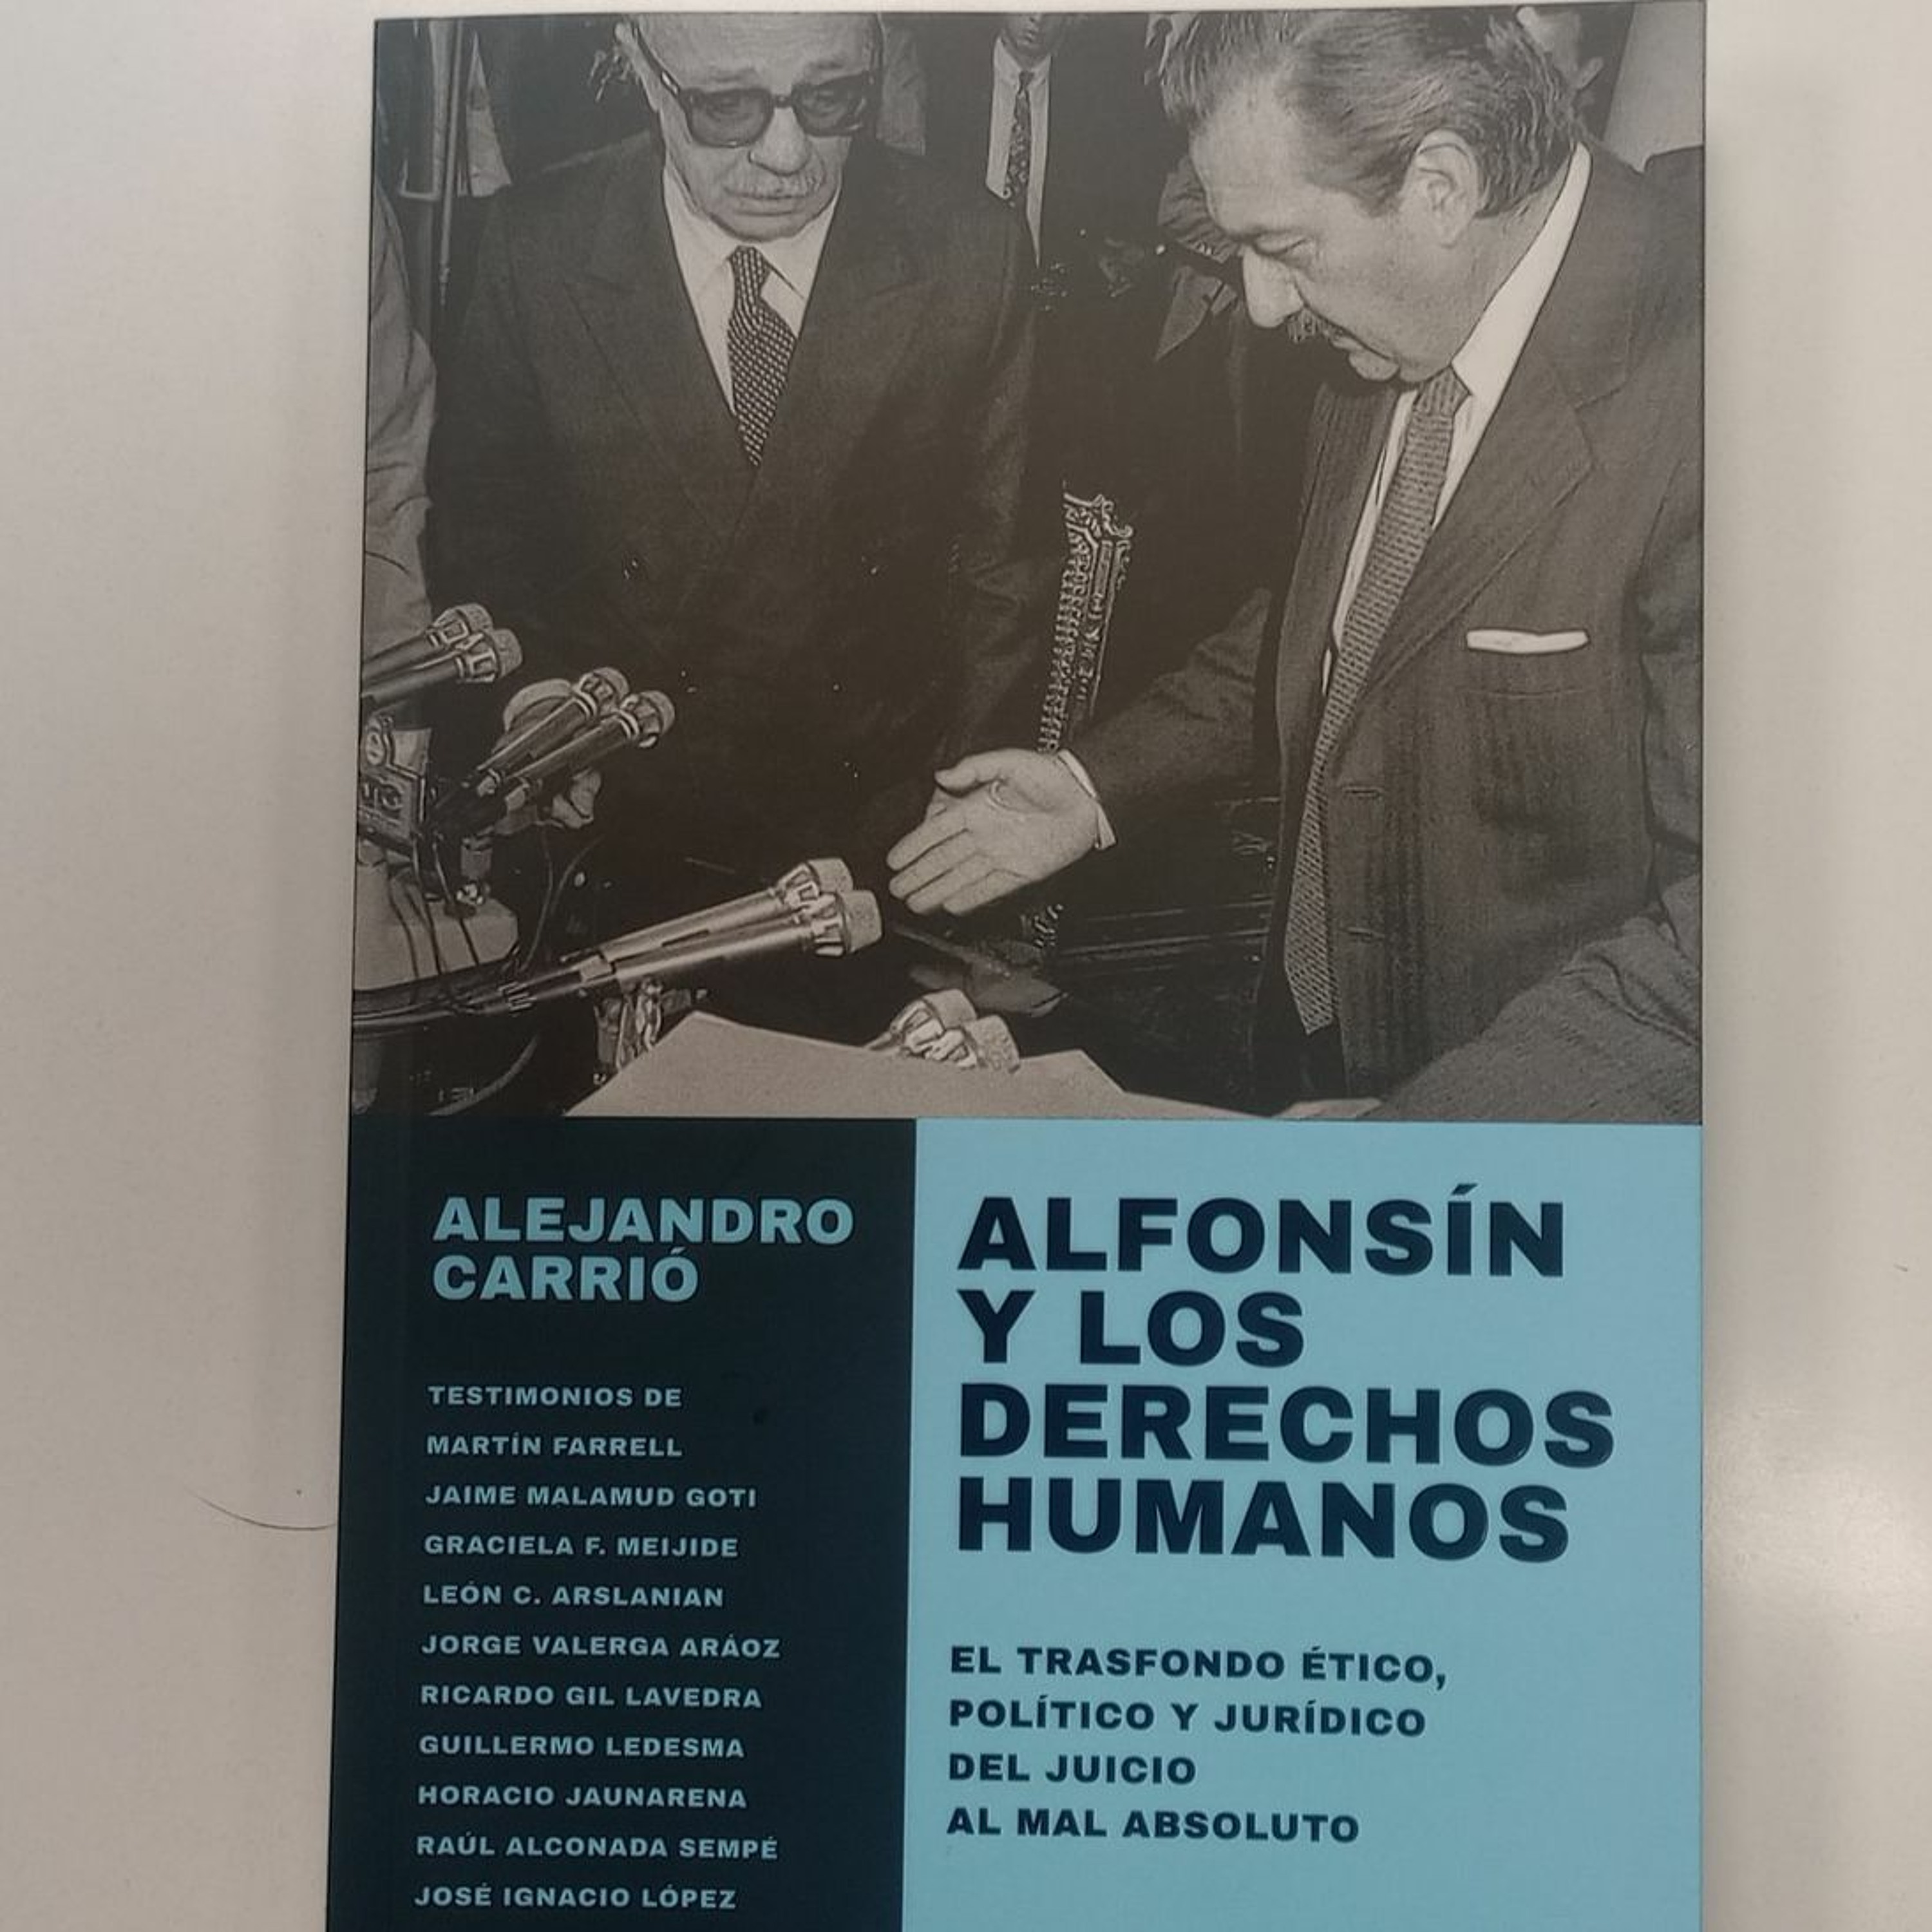 ALEJANDRO
CARRIÓ
TESTIMONIOS DE
MARTÍN FARRELL
JAIME MALAMUD GOTI
GRACIELA F. MEIJIDE
LEÓN C. ARSLANIAN
JORGE VALERGA ARÁOZ
RICARDO GIL LAVEDRA
GUILLERMO LEDESMA
HORACIO JAUNARENA
RAÚL ALCONADA SEMPÉ
JOSÉ IGNACIO LÓPEZ
ALFONSÍN
Y LOS
DERECHOS
HUMANOS
EL TRASFONDO ÉTICO,
POLÍTICO Y JURÍDICO
DEL JUICIO
AL MAL ABSOLUTO